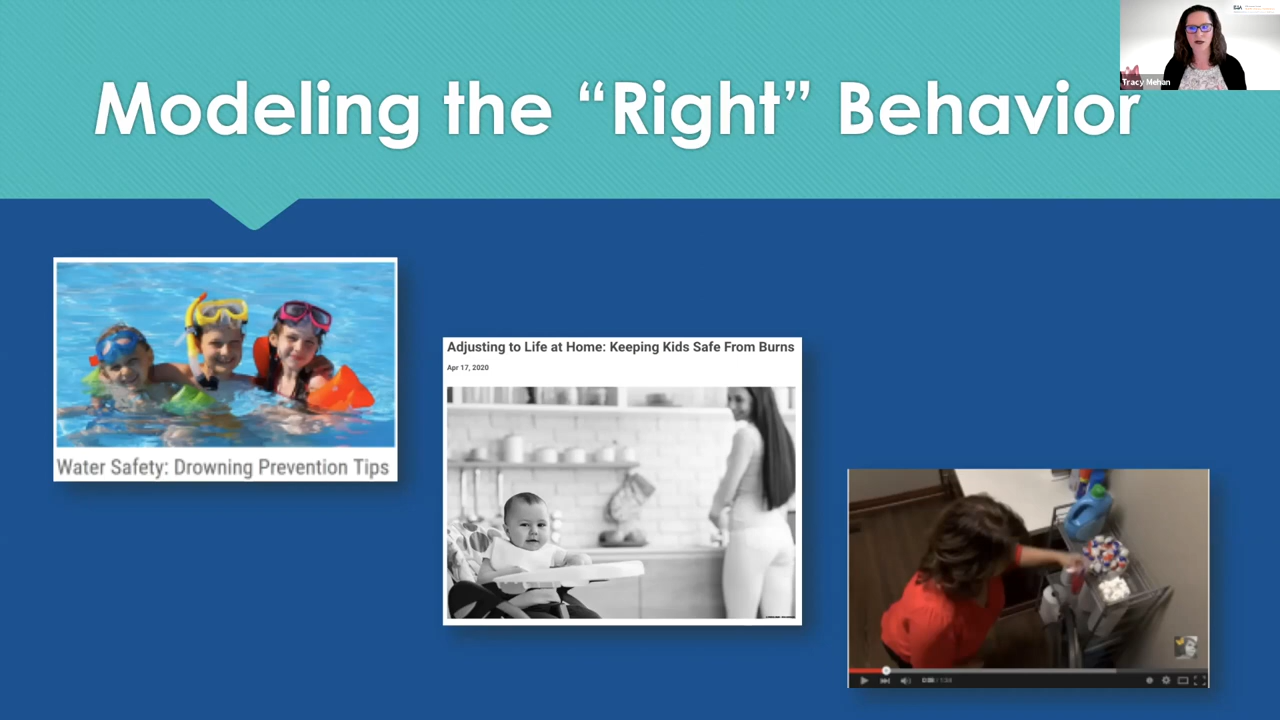 Modeling the “Right” Behavior
Tracy Mehan
Water Safety: Drowning Prevention Tips
Adjusting to Life at Home: Keeping Kids Safe From Burns
Apr 17, 2020